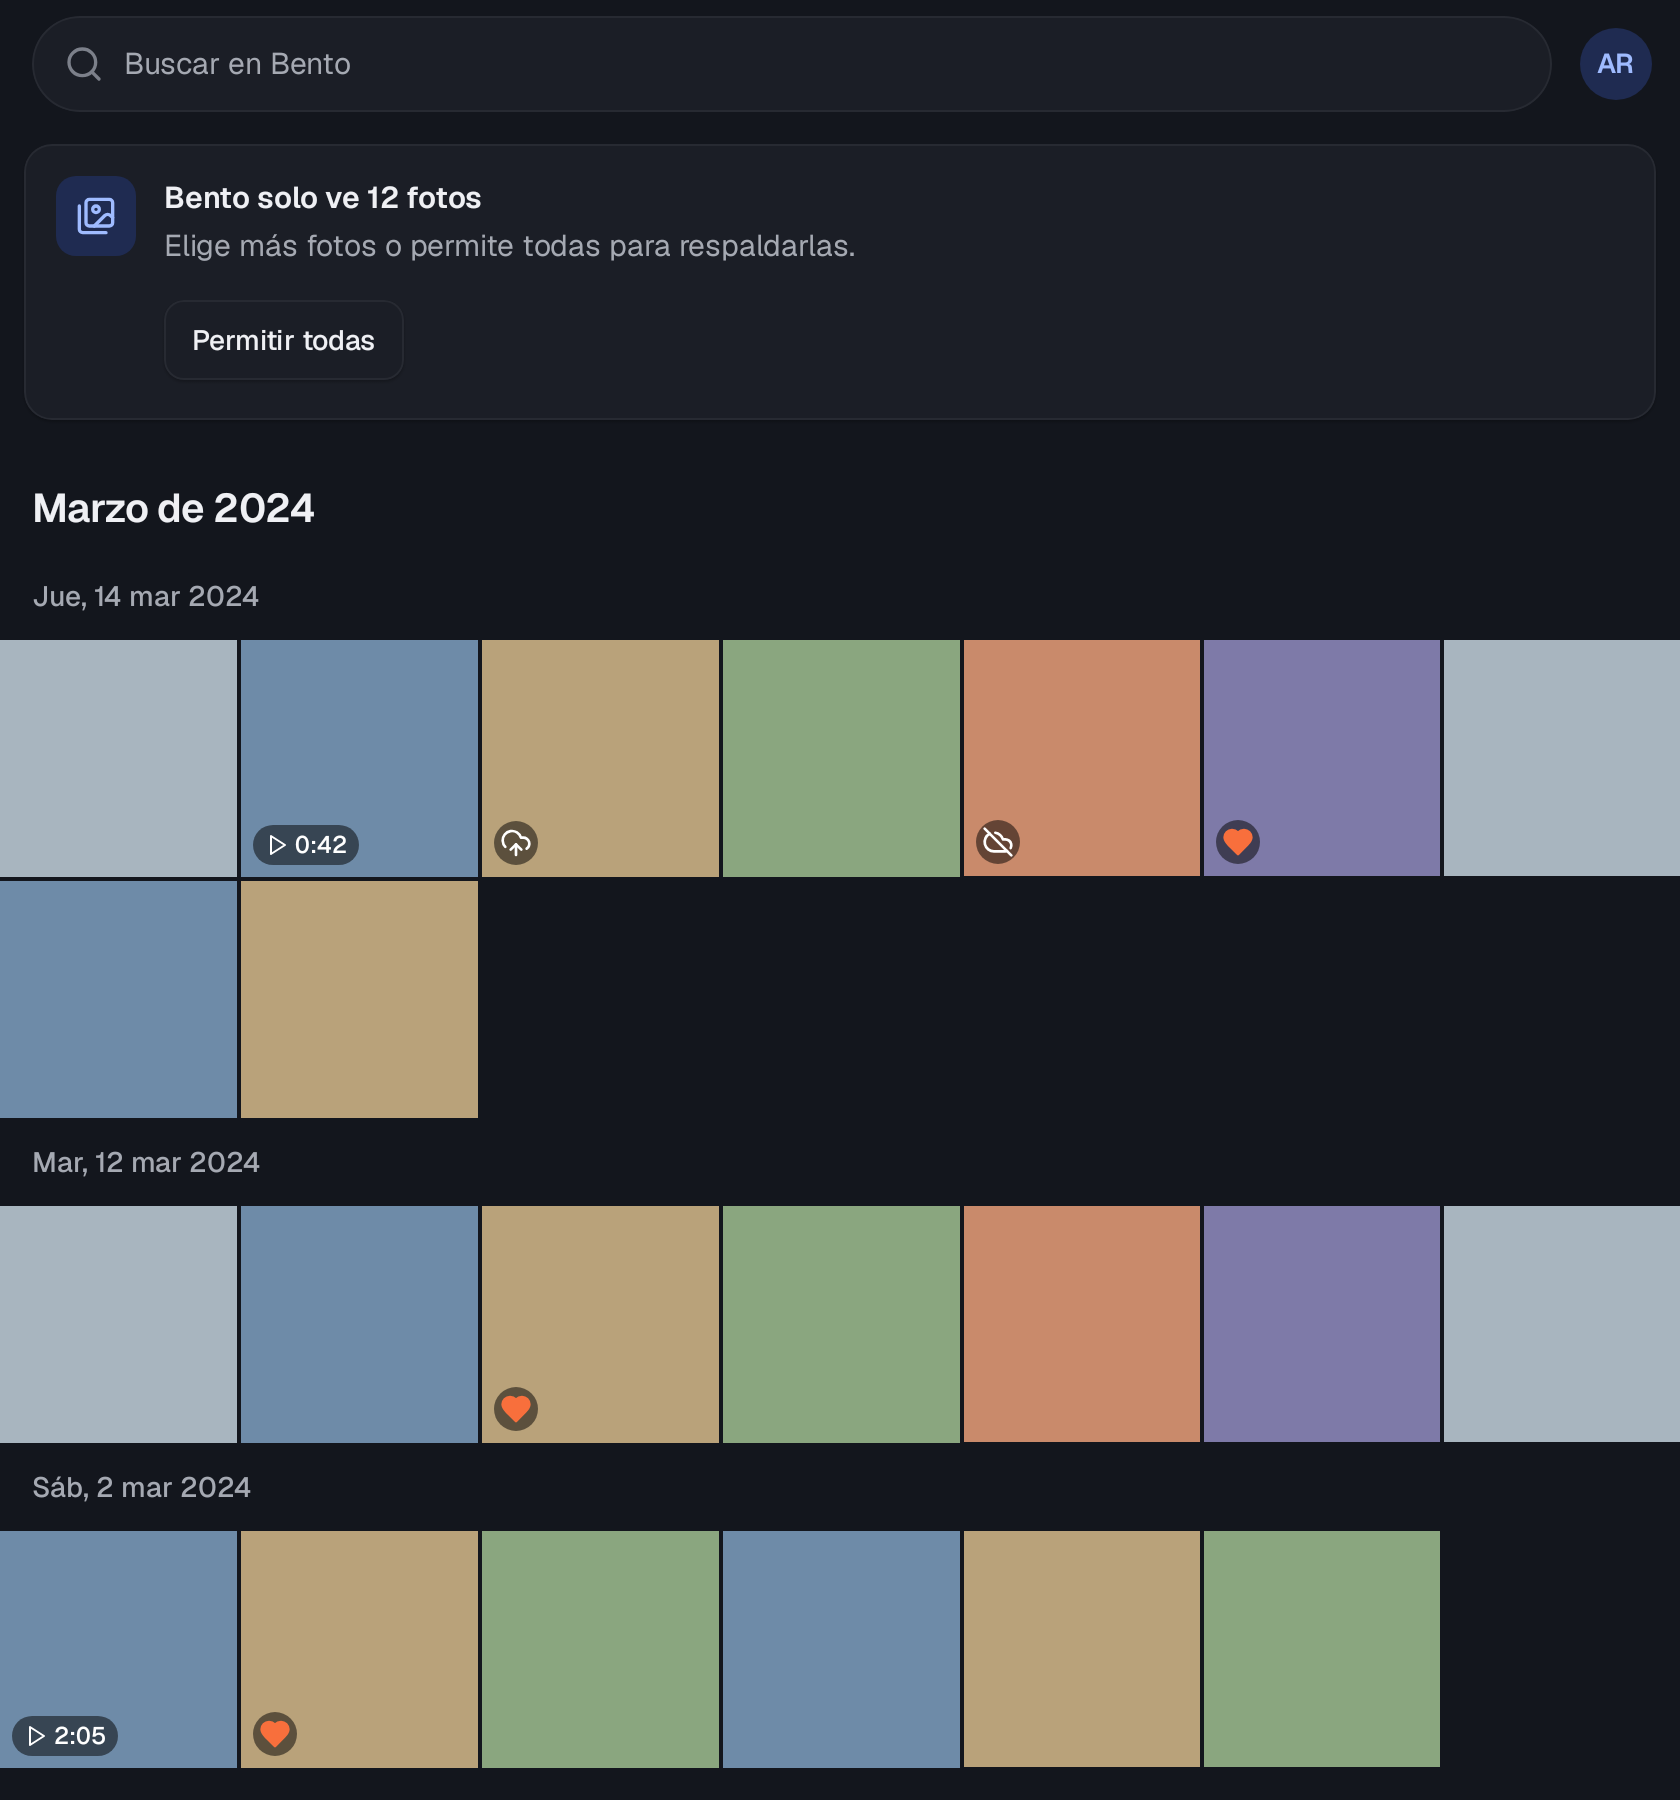 Buscar en Bento
AR
Bento solo ve 12 fotos
Elige más fotos o permite todas para respaldarlas.
Permitir todas
Marzo de 2024
Jue, 14 mar 2024
0:42
Mar, 12 mar 2024
Sáb, 2 mar 2024
2:05